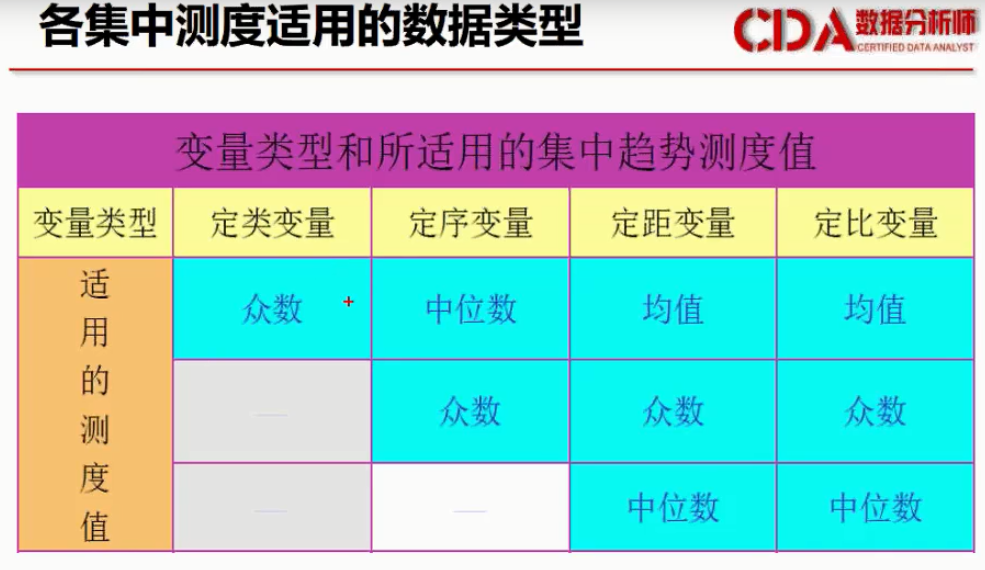 各集中测度适用的数据类型
CDA 数据分析师
CERTIFIED DATA ANALYST
变量类型和所适用的集中趋势测度值
变量类型 定类变量 定序变量 定距变量 定比变量
适用的测度值
众数 中位数 均值 均值
— 众数 众数 众数
— — 中位数 中位数